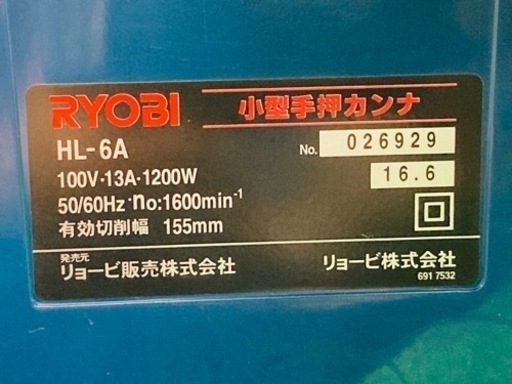 RYOBI 小型手押カンナ
HL-6A No. 026929
100V·13A·1200W 16.6
50/60Hz·no:1600min-1
有効切削幅 155mm
発売元
リョービ販売株式会社 リョービ株式会社
691 7532